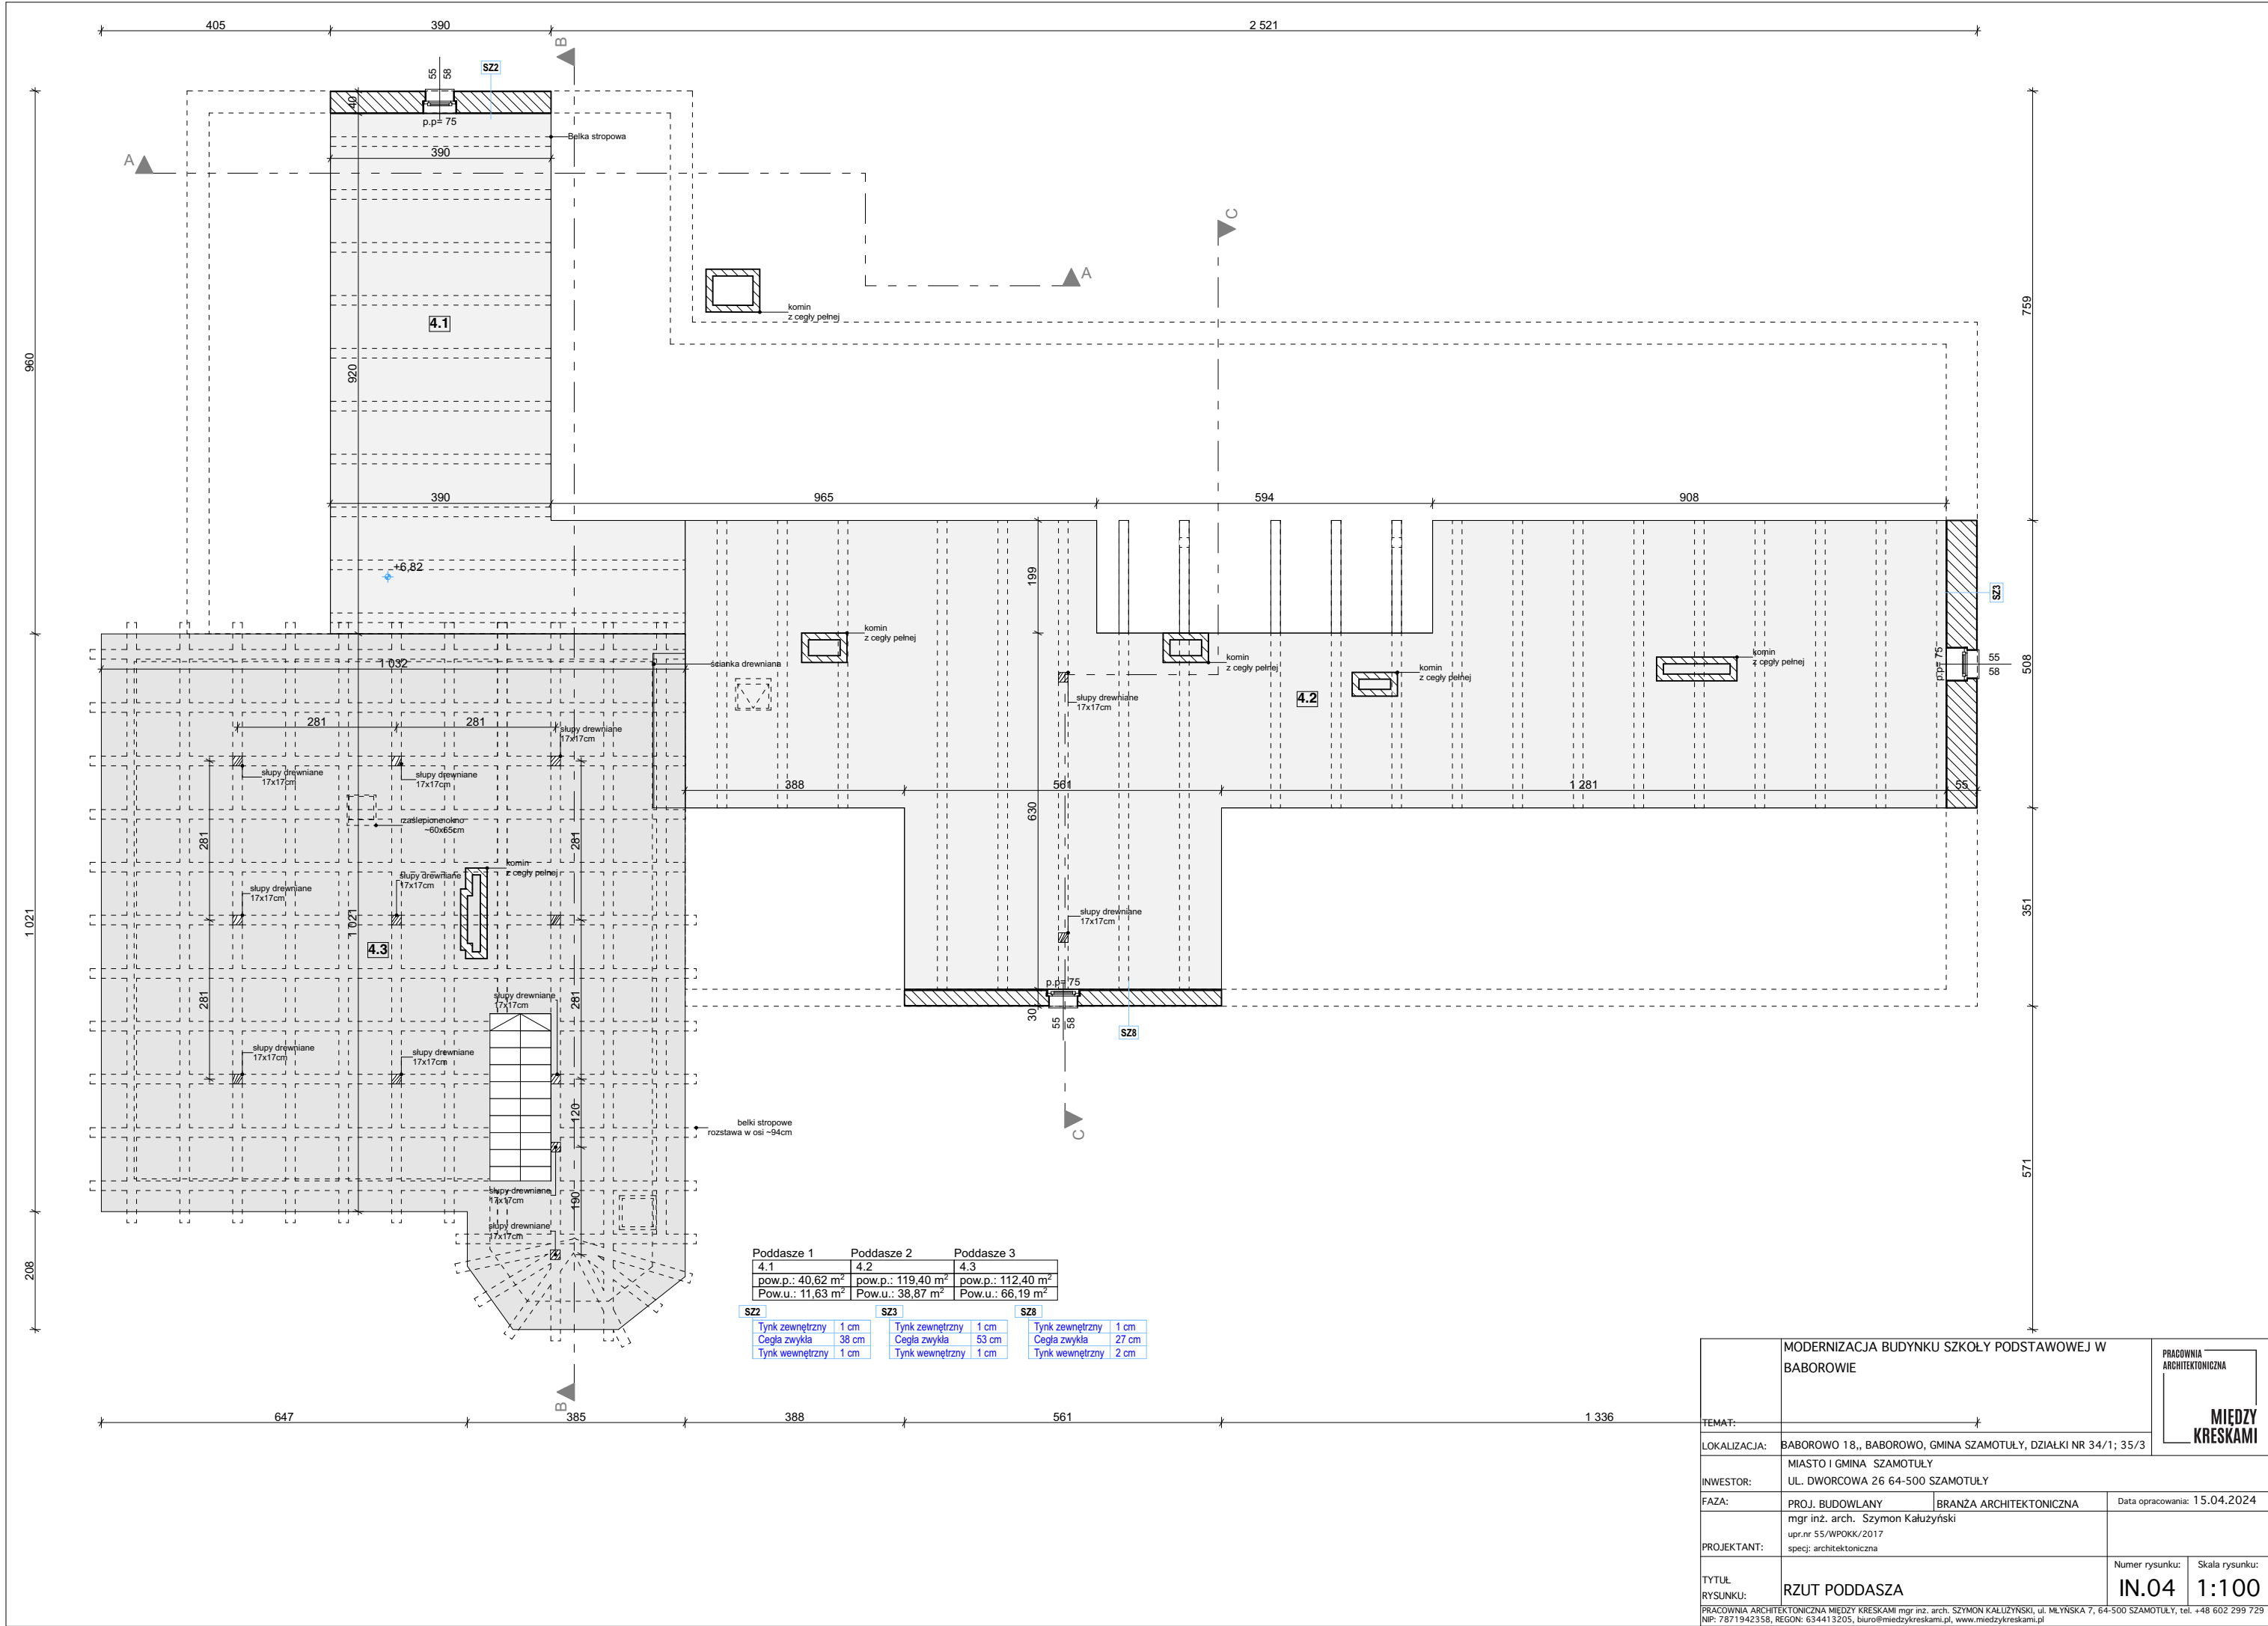 405
390
2 521
B
SZ2
55
58
40
p.p= 75
Belka stropowa
390
A
C
A
komin
z cegły pełnej
4.1
759
960
920
390
965
594
908
+6,82
199
SZ3
komin
z cegły pełnej
komin
z cegły pełnej
komin
z cegły pełnej
komin
z cegły pełnej
p.p= 75
55
58
508
ścianka drewniana
1 032
słupy drewniane
17x17cm
4.2
281
281
słupy drewniane
17x17cm
słupy drewniane
17x17cm
słupy drewniane
17x17cm
388
561
1 281
55
zaślepione okno
~60x65cm
630
281
281
komin
z cegły pełnej
słupy drewniane
17x17cm
słupy drewniane
17x17cm
słupy drewniane
17x17cm
351
1 021
1 021
4.3
p.p= 75
281
281
słupy drewniane
17x17cm
30
55
58
SZ8
słupy drewniane
17x17cm
słupy drewniane
17x17cm
120
belki stropowe
rozstawa w osi ~94cm
C
571
słupy drewniane
17x17cm
190
słupy drewniane
17x17cm
208
Poddasze 1 Poddasze 2 Poddasze 3
4.1 4.2 4.3
pow.p.: 40,62 m² pow.p.: 119,40 m² pow.p.: 112,40 m²
Pow.u.: 11,63 m² Pow.u.: 38,87 m² Pow.u.: 66,19 m²
SZ2 SZ3 SZ8
Tynk zewnętrzny 1 cm Tynk zewnętrzny 1 cm Tynk zewnętrzny 1 cm
Cegła zwykła 38 cm Cegła zwykła 53 cm Cegła zwykła 27 cm
Tynk wewnętrzny 1 cm Tynk wewnętrzny 1 cm Tynk wewnętrzny 2 cm
B
647
385
388
561
1 336
TEMAT:
MODERNIZACJA BUDYNKU SZKOŁY PODSTAWOWEJ W
BABOROWIE
PRACOWNIA
ARCHITEKTONICZNA
MIĘDZY
KRESKAMI
LOKALIZACJA: BABOROWO 18,, BABOROWO, GMINA SZAMOTUŁY, DZIAŁKI NR 34/1; 35/3
INWESTOR:
MIASTO I GMINA SZAMOTUŁY
UL. DWORCOWA 26 64-500 SZAMOTUŁY
FAZA: PROJ. BUDOWLANY BRANŻA ARCHITEKTONICZNA Data opracowania: 15.04.2024
PROJEKTANT:
mgr inż. arch. Szymon Kałużyński
upr.nr 55/WPOKK/2017
specj: architektoniczna
TYTUŁ
RYSUNKU:
RZUT PODDASZA
Numer rysunku: Skala rysunku:
IN.04 1:100
PRACOWNIA ARCHITEKTONICZNA MIĘDZY KRESKAMI mgr inż. arch. SZYMON KAŁUŻYŃSKI, ul. MŁYŃSKA 7, 64-500 SZAMOTUŁY, tel. +48 602 299 729
NIP: 7871942358, REGON: 634413205, biuro@miedzykreskami.pl, www.miedzykreskami.pl